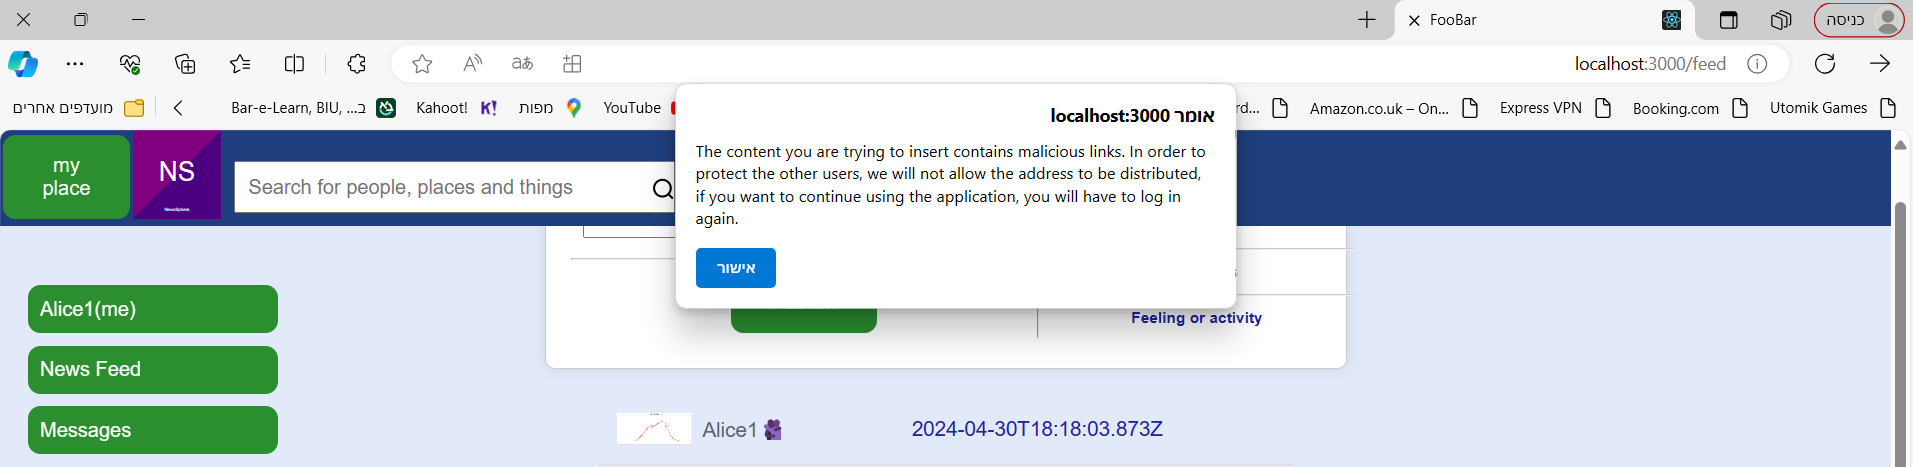 FooBar
כניסה
localhost:3000/feed
מועדפים אחרים
Bar-e-Learn, BIU, ...ב
Kahoot!
מפות
YouTube
rd...
Amazon.co.uk – On...
Express VPN
Booking.com
Utomik Games
localhost:3000 אומר
The content you are trying to insert contains malicious links. In order to
protect the other users, we will not allow the address to be distributed,
if you want to continue using the application, you will have to log in
again.
אישור
my
place
NS
NewsSphere
Search for people, places and things
Alice1(me)
News Feed
Messages
Feeling or activity
Alice1
2024-04-30T18:18:03.873Z